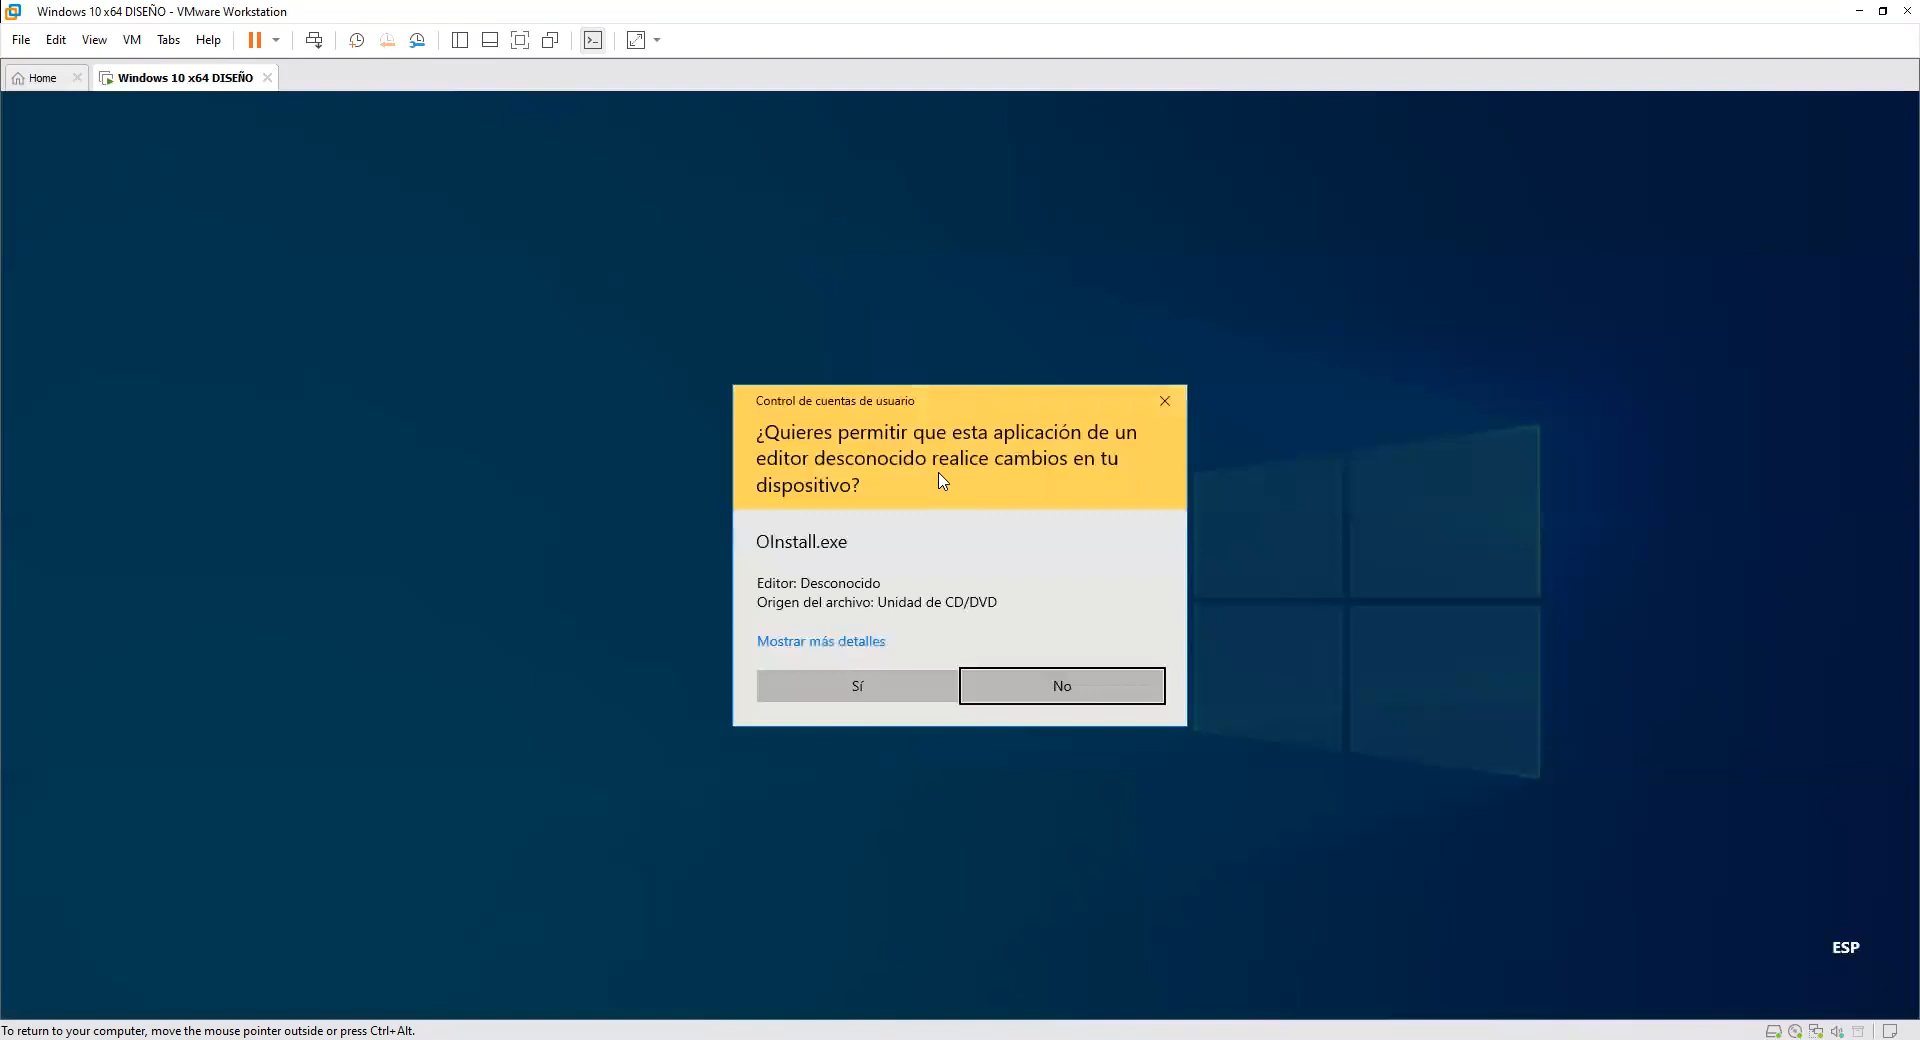 Windows 10 x64 DISEÑO - VMware Workstation
File Edit View VM Tabs Help
Home Windows 10 x64 DISEÑO
Control de cuentas de usuario
¿Quieres permitir que esta aplicación de un
editor desconocido realice cambios en tu
dispositivo?
OInstall.exe
Editor: Desconocido
Origen del archivo: Unidad de CD/DVD
Mostrar más detalles
Sí No
ESP
To return to your computer, move the mouse pointer outside or press Ctrl+Alt.